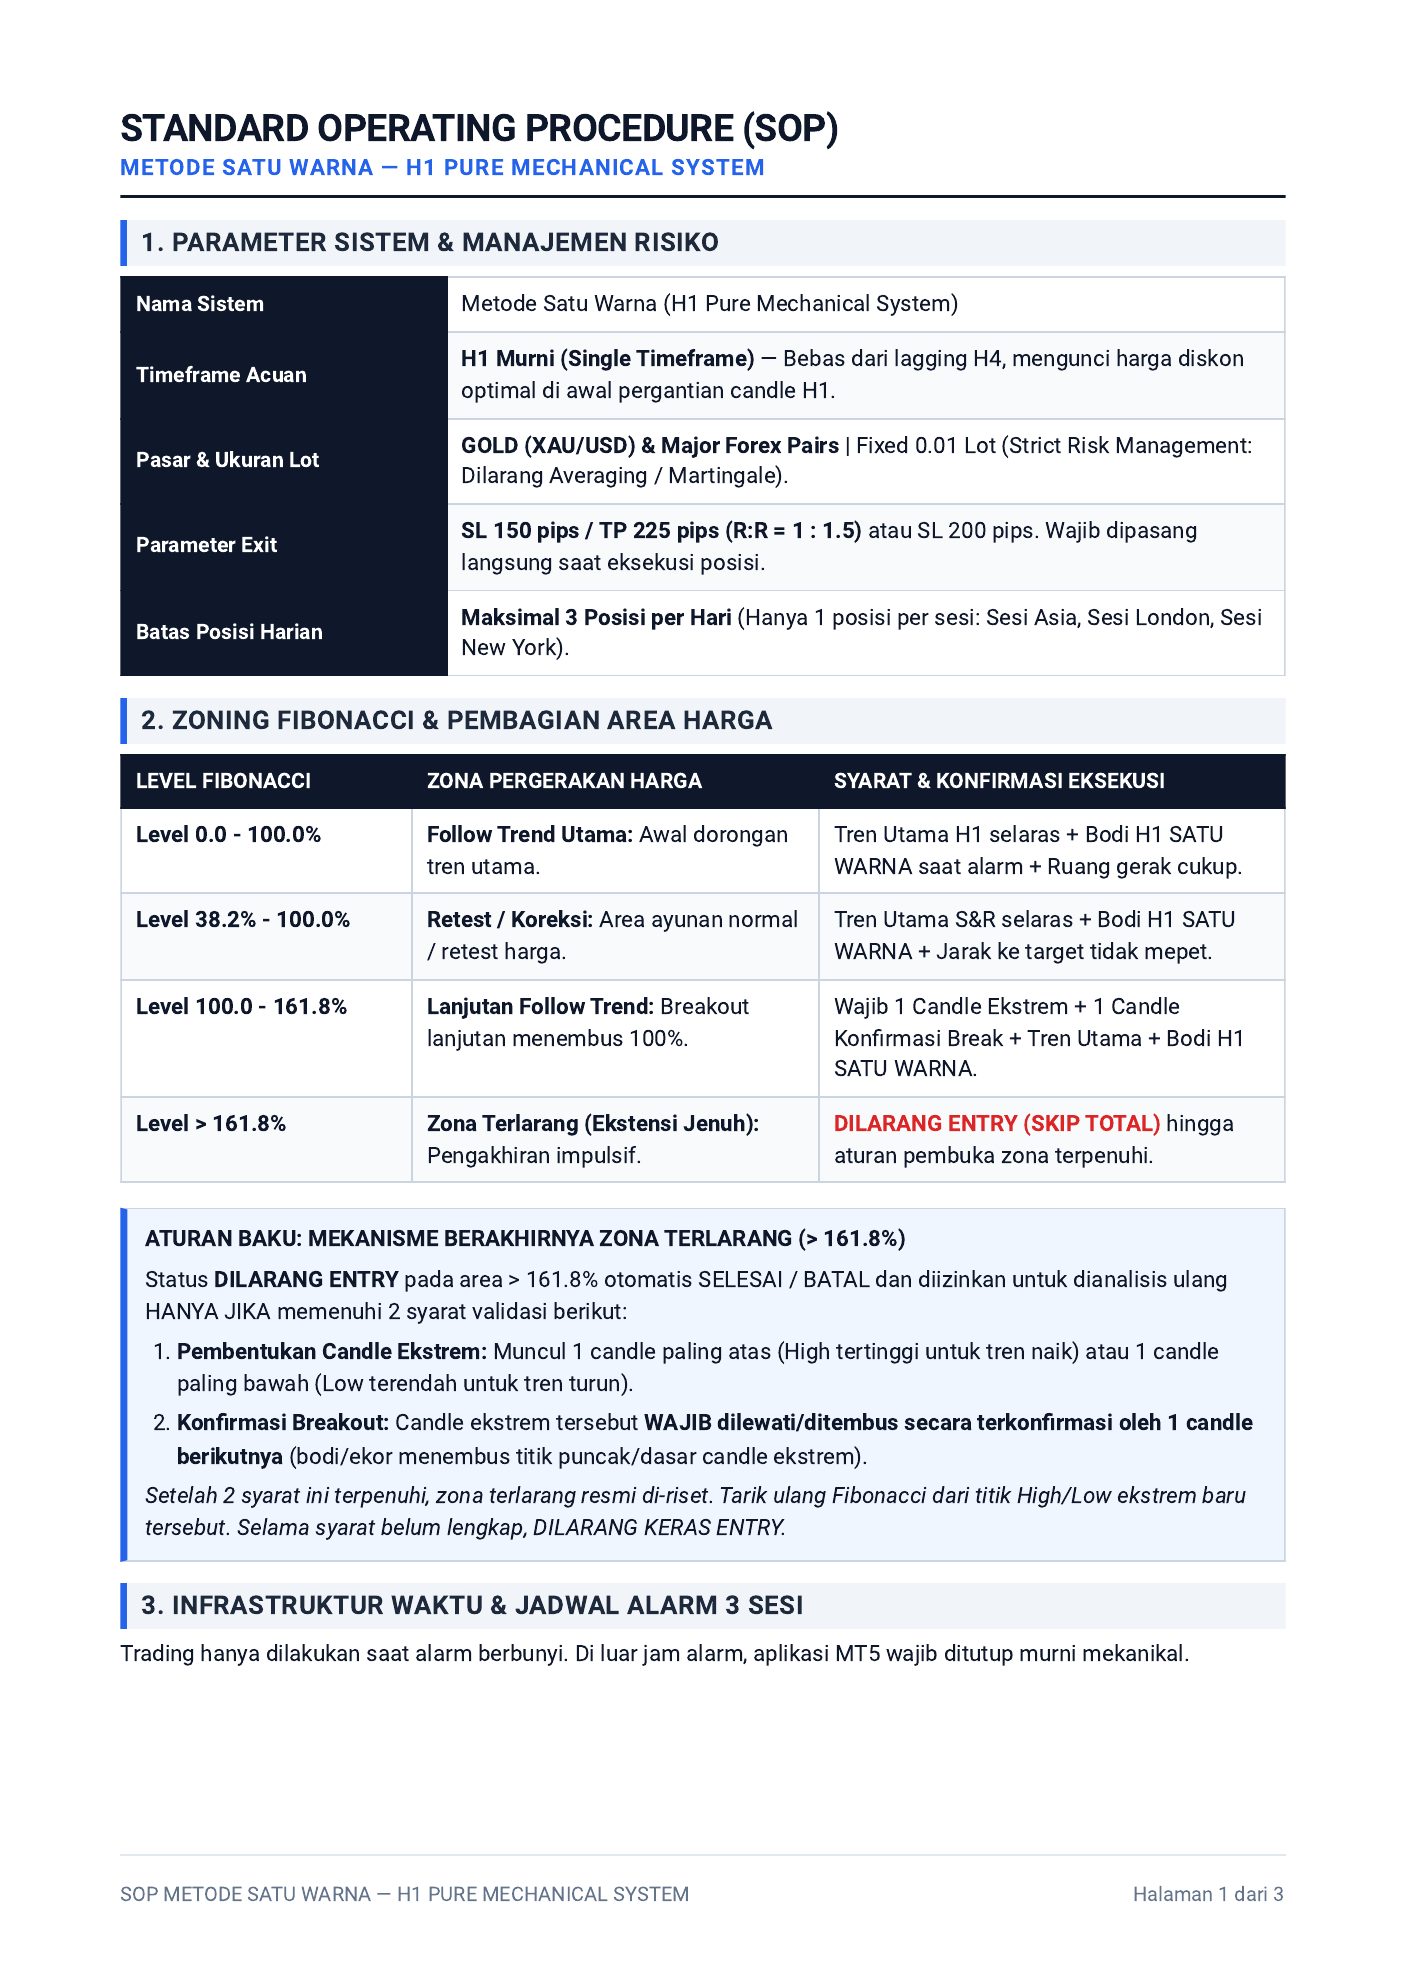 STANDARD OPERATING PROCEDURE (SOP)
METODE SATU WARNA — H1 PURE MECHANICAL SYSTEM
1. PARAMETER SISTEM & MANAJEMEN RISIKO
Nama Sistem
Metode Satu Warna (H1 Pure Mechanical System)
Timeframe Acuan
H1 Murni (Single Timeframe) — Bebas dari lagging H4, mengunci harga diskon
optimal di awal pergantian candle H1.
Pasar & Ukuran Lot
GOLD (XAU/USD) & Major Forex Pairs | Fixed 0.01 Lot (Strict Risk Management:
Dilarang Averaging / Martingale).
Parameter Exit
SL 150 pips / TP 225 pips (R:R = 1 : 1.5) atau SL 200 pips. Wajib dipasang
langsung saat eksekusi posisi.
Batas Posisi Harian
Maksimal 3 Posisi per Hari (Hanya 1 posisi per sesi: Sesi Asia, Sesi London, Sesi
New York).
2. ZONING FIBONACCI & PEMBAGIAN AREA HARGA
LEVEL FIBONACCI
ZONA PERGERAKAN HARGA
SYARAT & KONFIRMASI EKSEKUSI
Level 0.0 - 100.0%
Follow Trend Utama: Awal dorongan
tren utama.
Tren Utama H1 selaras + Bodi H1 SATU
WARNA saat alarm + Ruang gerak cukup.
Level 38.2% - 100.0%
Retest / Koreksi: Area ayunan normal
/ retest harga.
Tren Utama S&R selaras + Bodi H1 SATU
WARNA + Jarak ke target tidak mepet.
Level 100.0 - 161.8%
Lanjutan Follow Trend: Breakout
lanjutan menembus 100%.
Wajib 1 Candle Ekstrem + 1 Candle
Konfirmasi Break + Tren Utama + Bodi H1
SATU WARNA.
Level > 161.8%
Zona Terlarang (Ekstensi Jenuh):
Pengakhiran impulsif.
DILARANG ENTRY (SKIP TOTAL) hingga
aturan pembuka zona terpenuhi.
ATURAN BAKU: MEKANISME BERAKHIRNYA ZONA TERLARANG (> 161.8%)
Status DILARANG ENTRY pada area > 161.8% otomatis SELESAI / BATAL dan diizinkan untuk dianalisis ulang
HANYA JIKA memenuhi 2 syarat validasi berikut:
1. Pembentukan Candle Ekstrem: Muncul 1 candle paling atas (High tertinggi untuk tren naik) atau 1 candle
paling bawah (Low terendah untuk tren turun).
2. Konfirmasi Breakout: Candle ekstrem tersebut WAJIB dilewati/ditembus secara terkonfirmasi oleh 1 candle
berikutnya (bodi/ekor menembus titik puncak/dasar candle ekstrem).
Setelah 2 syarat ini terpenuhi, zona terlarang resmi di-riset. Tarik ulang Fibonacci dari titik High/Low ekstrem baru
tersebut. Selama syarat belum lengkap, DILARANG KERAS ENTRY.
3. INFRASTRUKTUR WAKTU & JADWAL ALARM 3 SESI
Trading hanya dilakukan saat alarm berbunyi. Di luar jam alarm, aplikasi MT5 wajib ditutup murni mekanikal.
SOP METODE SATU WARNA — H1 PURE MECHANICAL SYSTEM
Halaman 1 dari 3